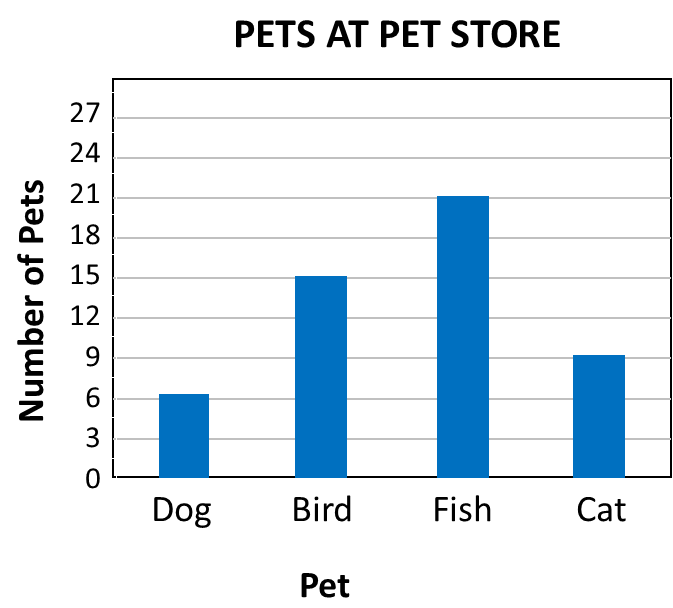 PETS AT PET STORE
Number of Pets
27
24
21
18
15
12
9
6
3
0
Dog Bird Fish Cat
Pet